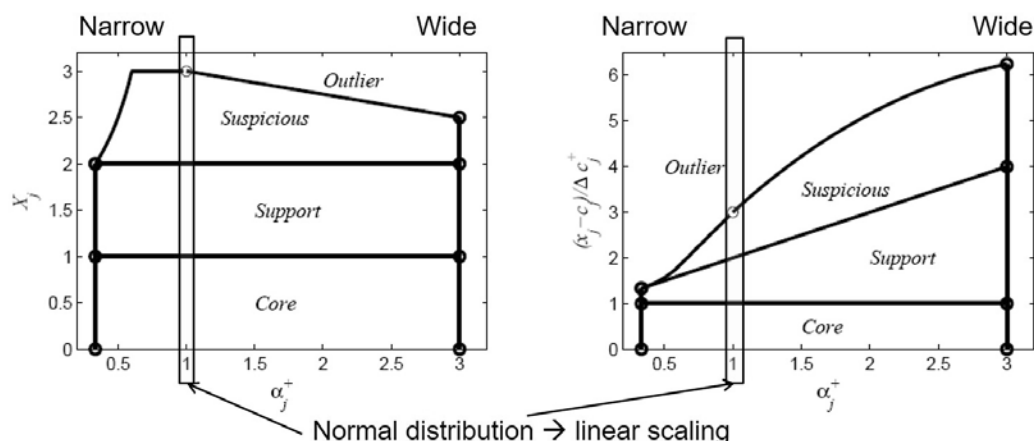 Narrow
Wide
3
2.5
2
1.5
1
0.5
0
X_j
Outlier
Suspicious
Support
Core
0.5
1
1.5
2
2.5
3
α_j^+
Narrow
Wide
6
5
4
3
2
1
0
(x_j−c_j)/Δ c_j^+
Outlier
Suspicious
Support
Core
0.5
1
1.5
2
2.5
3
α_j^+
Normal distribution → linear scaling